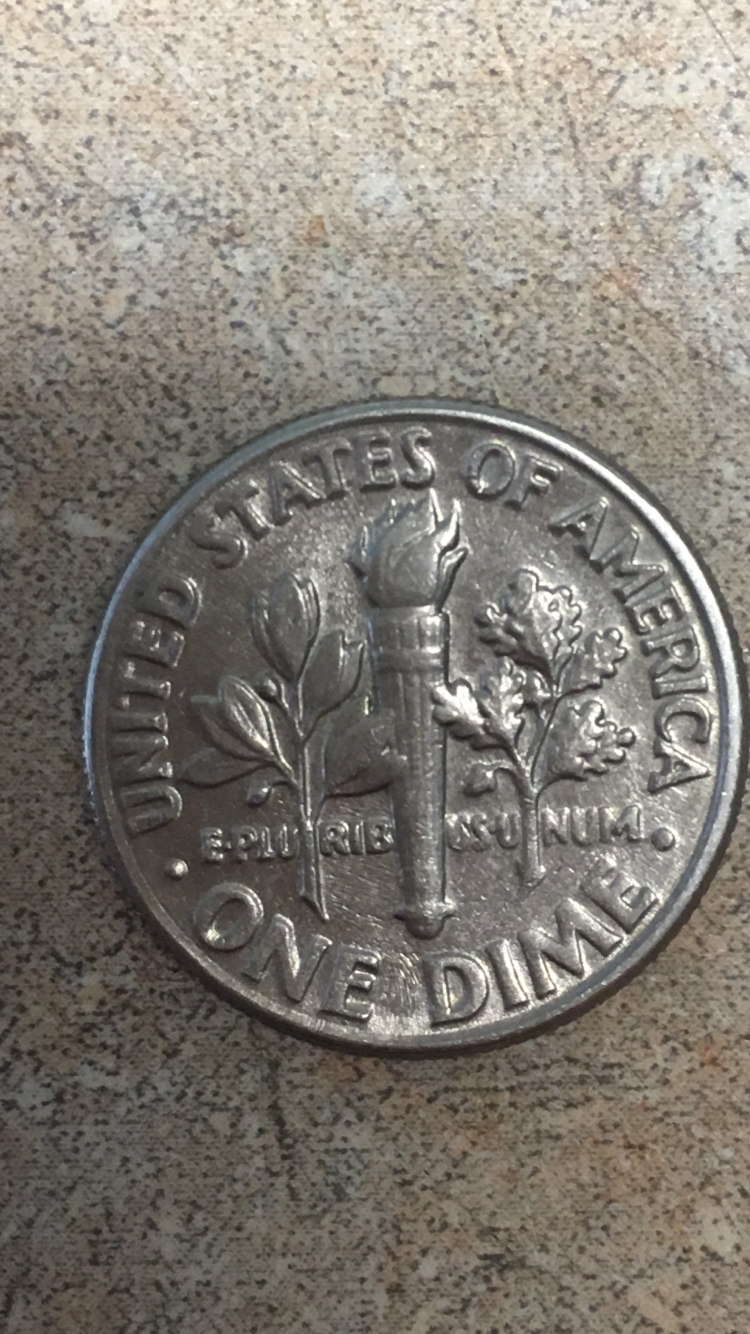 UNITED STATES OF AMERICA
E·PLURIBUS·UNUM
· ONE DIME ·